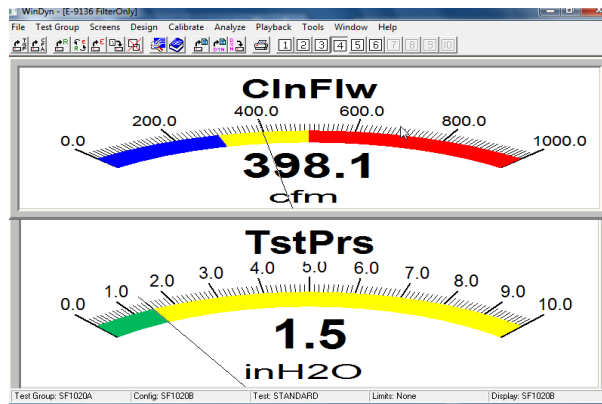 WinDyn - [E-9136 FilterOnly]
File Test Group Screens Design Calibrate Analyze Playback Tools Window Help
1 2 3 4 5 6 7 8 9 10
ClnFlw
0.0 200.0 400.0 600.0 800.0 1000.0
398.1
cfm
TstPrs
0.0 1.0 2.0 3.0 4.0 5.0 6.0 7.0 8.0 9.0 10.0
1.5
inH2O
Test Group: SF1020A Config: SF1020B Test: STANDARD Limits: None Display: SF1020B